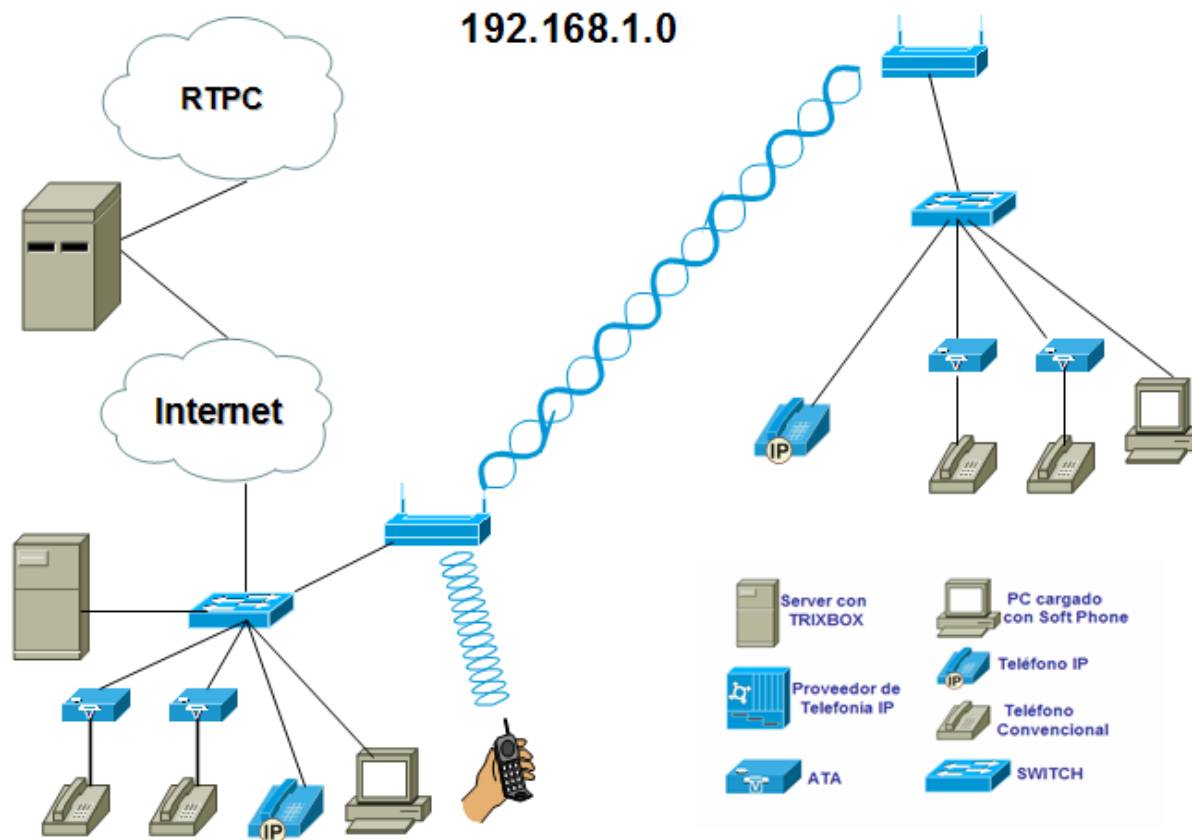 192.168.1.0
RTPC
Internet
IP
IP
Server con
TRIXBOX
PC cargado
con Soft Phone
Proveedor de
Telefonia IP
Teléfono IP
IP
Teléfono
Convencional
ATA
SWITCH